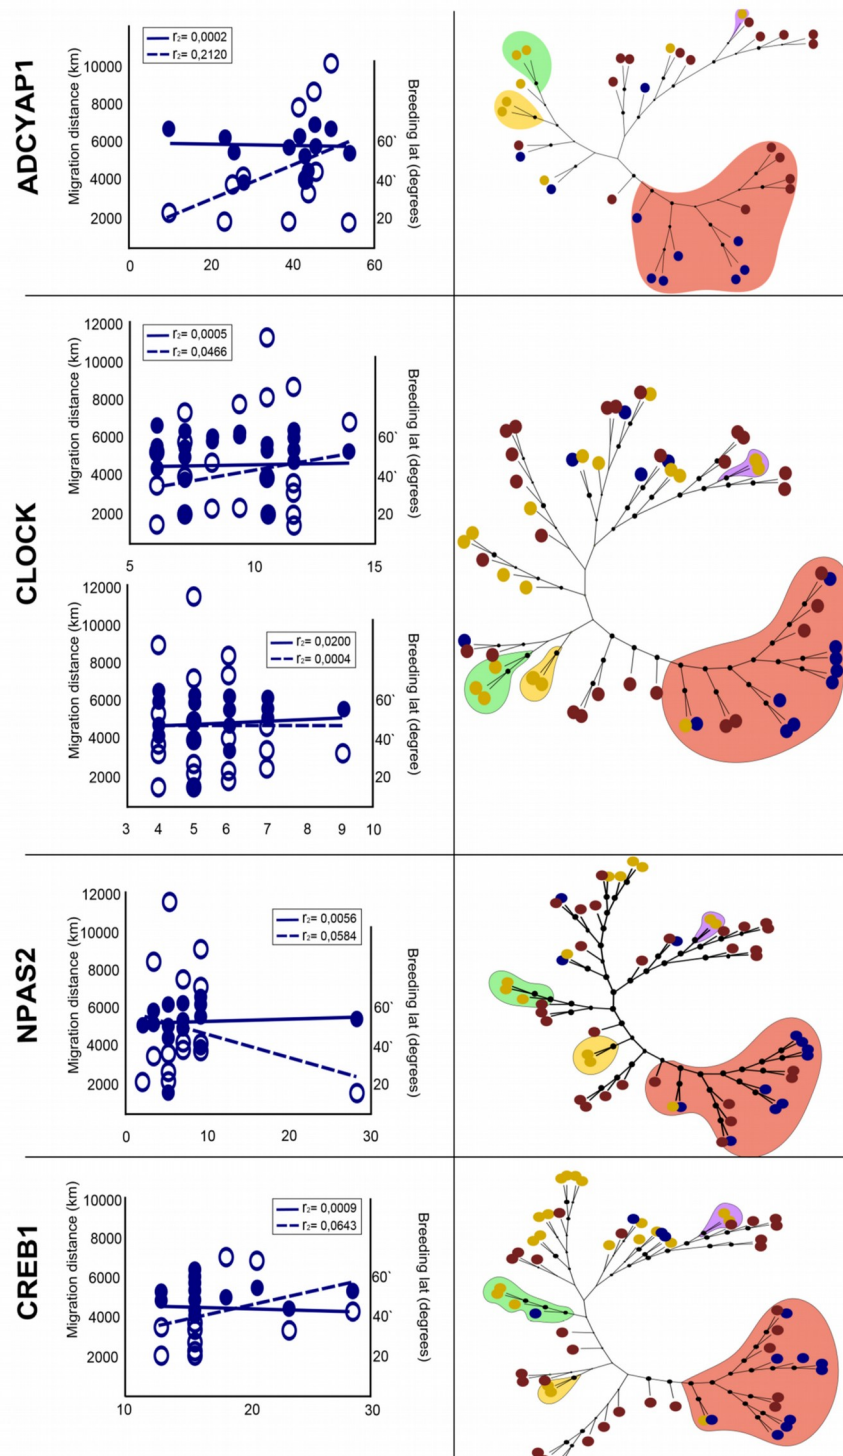 ADCYAP1
Migration distance (km)
10000
8000
6000
4000
2000
r2= 0,0002
r2= 0,2120
60`
40`
20
Breeding lat (degrees)
0 20 40 60
CLOCK
Migration distance (km)
12000
10000
8000
6000
4000
2000
r2= 0,0005
r2= 0,0466
60`
40`
20
Breeding lat (degrees)
5 10 15
Migration distance (km)
12000
10000
8000
6000
4000
2000
r2= 0,0200
r2= 0,0004
60`
40`
20
Breeding lat (degree)
3 4 5 6 7 8 9 10
NPAS2
Migration distance (km)
12000
10000
8000
6000
4000
2000
r2= 0,0056
r2= 0,0584
60`
40`
20
Breeding lat (degrees)
0 10 20 30
CREB1
Migration distance (km)
10000
8000
6000
4000
2000
r2= 0,0009
r2= 0,0643
60`
40`
20
Breeding lat (degrees)
10 20 30